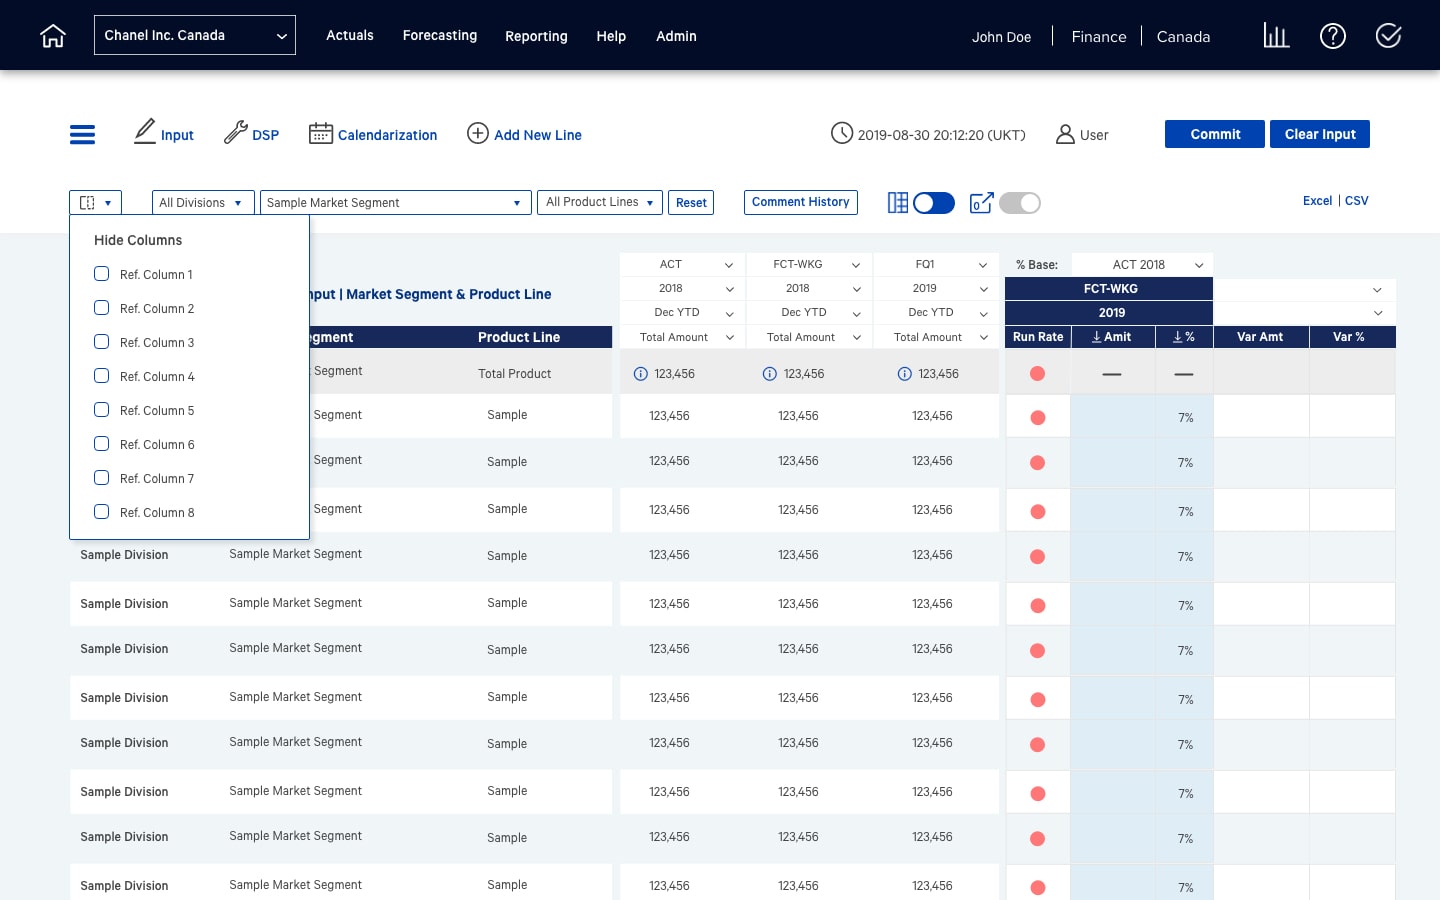 Chanel Inc. Canada Actuals Forecasting Reporting Help Admin John Doe Finance Canada
Input DSP Calendarization Add New Line 2019-08-30 20:12:20 (UKT) User Commit Clear Input
All Divisions Sample Market Segment All Product Lines Reset Comment History 0 Excel | CSV
Hide Columns
Ref. Column 1
Ref. Column 2
Ref. Column 3
Ref. Column 4
Ref. Column 5
Ref. Column 6
Ref. Column 7
Ref. Column 8
ACT FCT-WKG FQ1 % Base: ACT 2018
2018 2018 2019 FCT-WKG
nput | Market Segment & Product Line
Dec YTD Dec YTD Dec YTD 2019
egment Product Line Total Amount Total Amount Total Amount Run Rate Amit % Var Amt Var %
Segment Total Product 123,456 123,456 123,456 — —
Segment Sample 123,456 123,456 123,456 7%
Segment Sample 123,456 123,456 123,456 7%
Segment Sample 123,456 123,456 123,456 7%
Sample Division Sample Market Segment Sample 123,456 123,456 123,456 7%
Sample Division Sample Market Segment Sample 123,456 123,456 123,456 7%
Sample Division Sample Market Segment Sample 123,456 123,456 123,456 7%
Sample Division Sample Market Segment Sample 123,456 123,456 123,456 7%
Sample Division Sample Market Segment Sample 123,456 123,456 123,456 7%
Sample Division Sample Market Segment Sample 123,456 123,456 123,456 7%
Sample Division Sample Market Segment Sample 123,456 123,456 123,456 7%
Sample Division Sample Market Segment Sample 123,456 123,456 123,456 7%